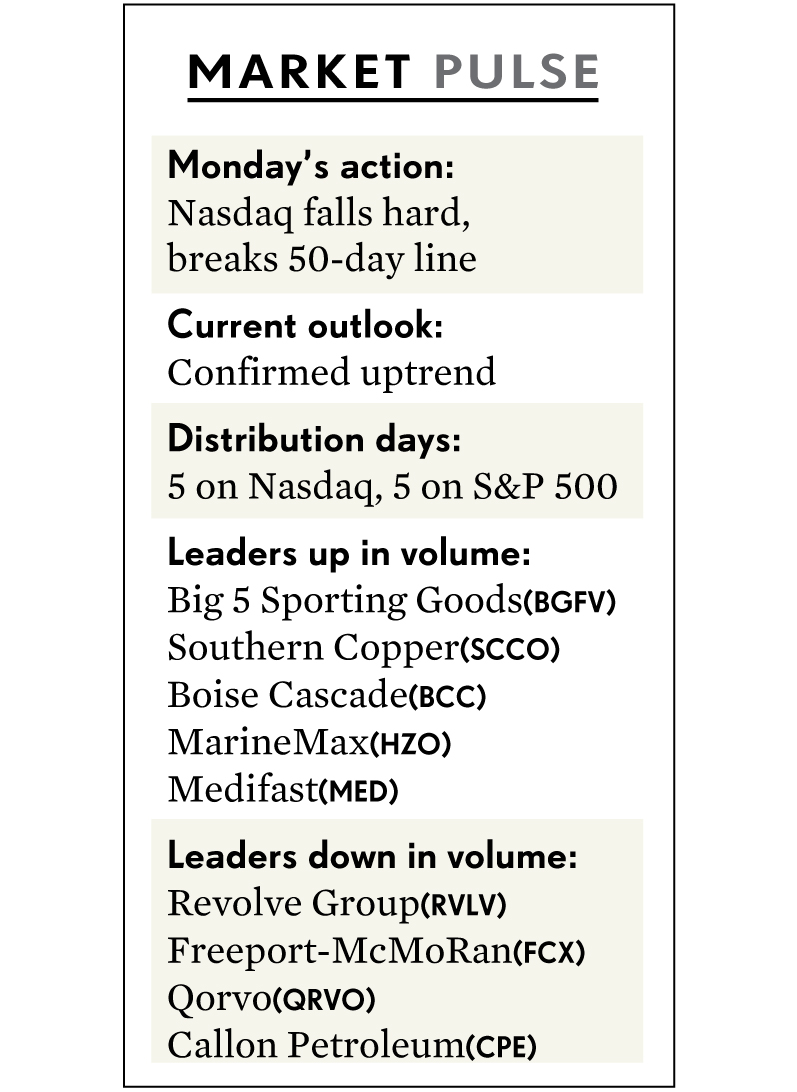 MARKET PULSE
Monday’s action:
Nasdaq falls hard,
breaks 50-day line
Current outlook:
Confirmed uptrend
Distribution days:
5 on Nasdaq, 5 on S&P 500
Leaders up in volume:
Big 5 Sporting Goods(BGFV)
Southern Copper(SCCO)
Boise Cascade(BCC)
MarineMax(HZO)
Medifast(MED)
Leaders down in volume:
Revolve Group(RVLV)
Freeport-McMoRan(FCX)
Qorvo(QRVO)
Callon Petroleum(CPE)